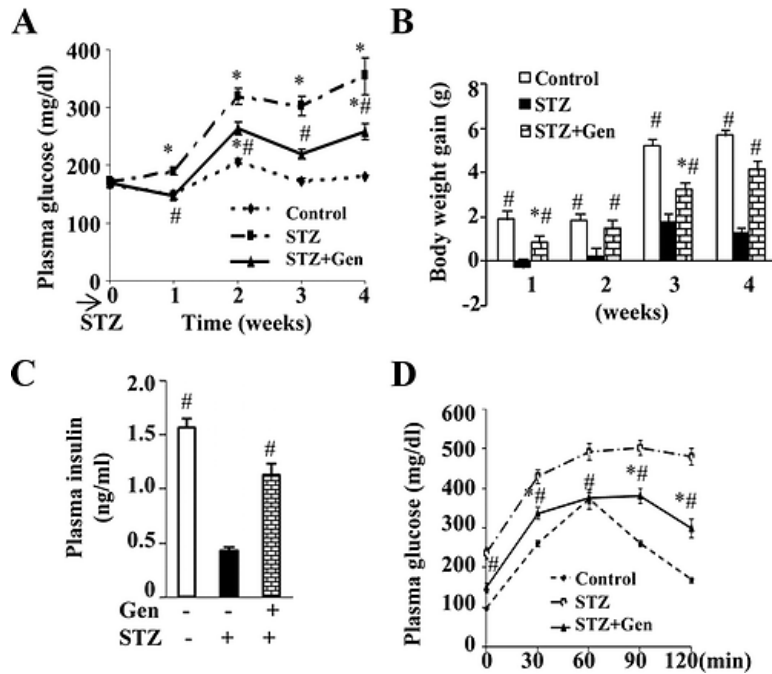 A
Plasma glucose (mg/dl)
400
300
200
100
0
*
*
*
*
*#
#
*#
#
Control
STZ
STZ+Gen
0 1 2 3 4
STZ
Time (weeks)
B
Body weight gain (g)
8
6
4
2
0
-2
Control
STZ
STZ+Gen
# *# # # # *# # #
1 2 3 4
(weeks)
C
Plasma insulin
(ng/ml)
2.0
1.5
1.0
0.5
0
# #
Gen - - +
STZ - + +
D
Plasma glucose (mg/dl)
600
500
400
300
200
100
0
# *# # *# *#
Control
STZ
STZ+Gen
0 30 60 90 120(min)